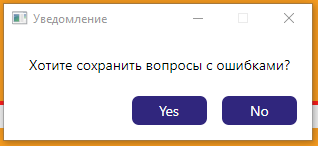 Уведомление
Хотите сохранить вопросы с ошибками?
Yes No